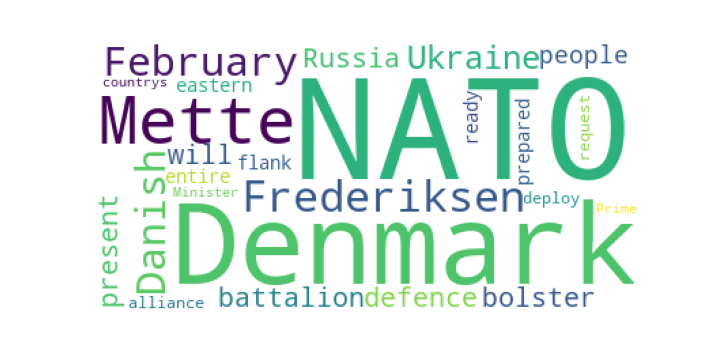 February
Russia
Ukraine
people
countrys
eastern
Mette
NATO
ready
prepared
request
will
flank
entire
Minister
Danish
Frederiksen
deploy
Prime
present
Denmark
alliance
battalion
defence
bolster